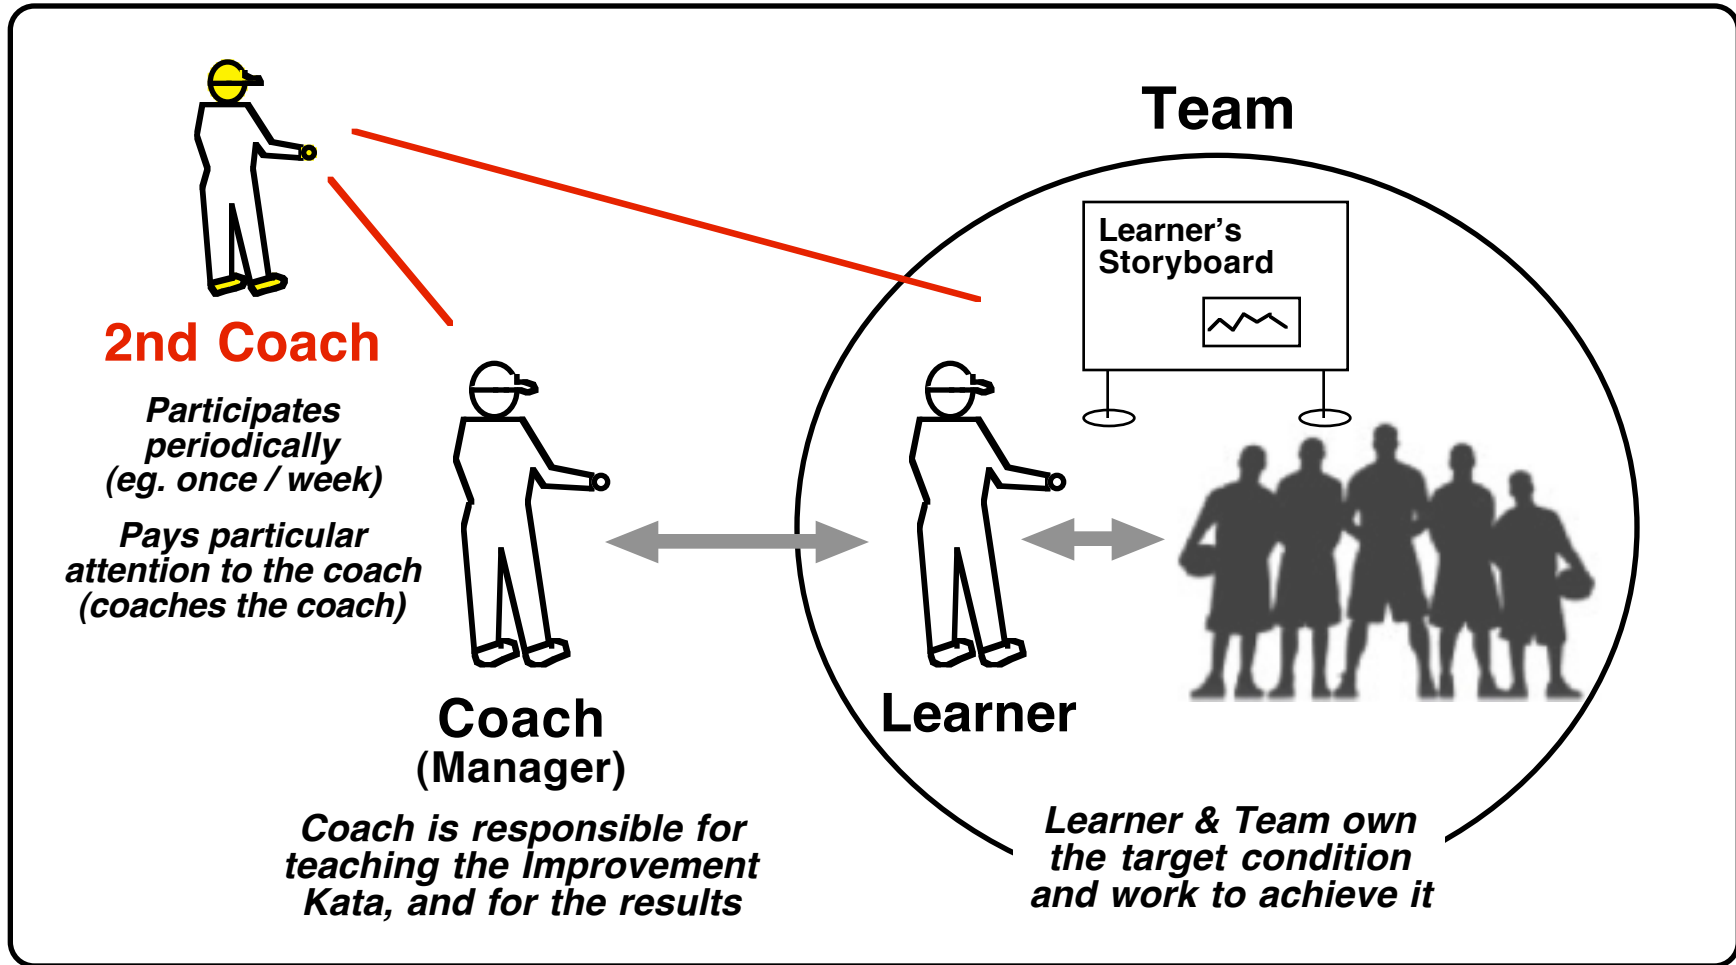 Team
Learner's
Storyboard
2nd Coach
Participates
periodically
(eg. once / week)
Pays particular
attention to the coach
(coaches the coach)
Coach
(Manager)
Coach is responsible for
teaching the Improvement
Kata, and for the results
Learner
Learner & Team own
the target condition
and work to achieve it